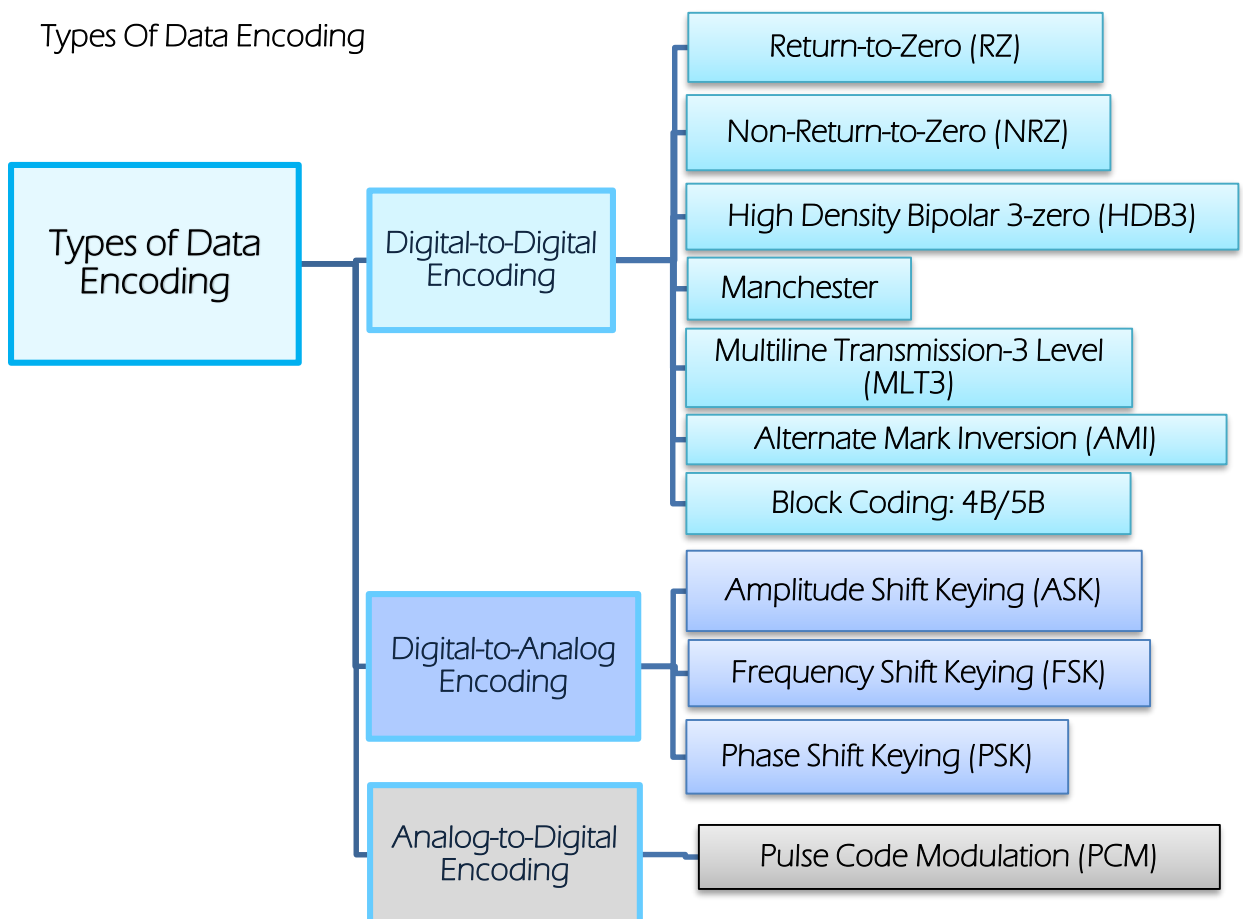 Types Of Data Encoding
Types of Data
Encoding
Digital-to-Digital
Encoding
Return-to-Zero (RZ)
Non-Return-to-Zero (NRZ)
High Density Bipolar 3-zero (HDB3)
Manchester
Multiline Transmission-3 Level
(MLT3)
Alternate Mark Inversion (AMI)
Block Coding: 4B/5B
Digital-to-Analog
Encoding
Amplitude Shift Keying (ASK)
Frequency Shift Keying (FSK)
Phase Shift Keying (PSK)
Analog-to-Digital
Encoding
Pulse Code Modulation (PCM)